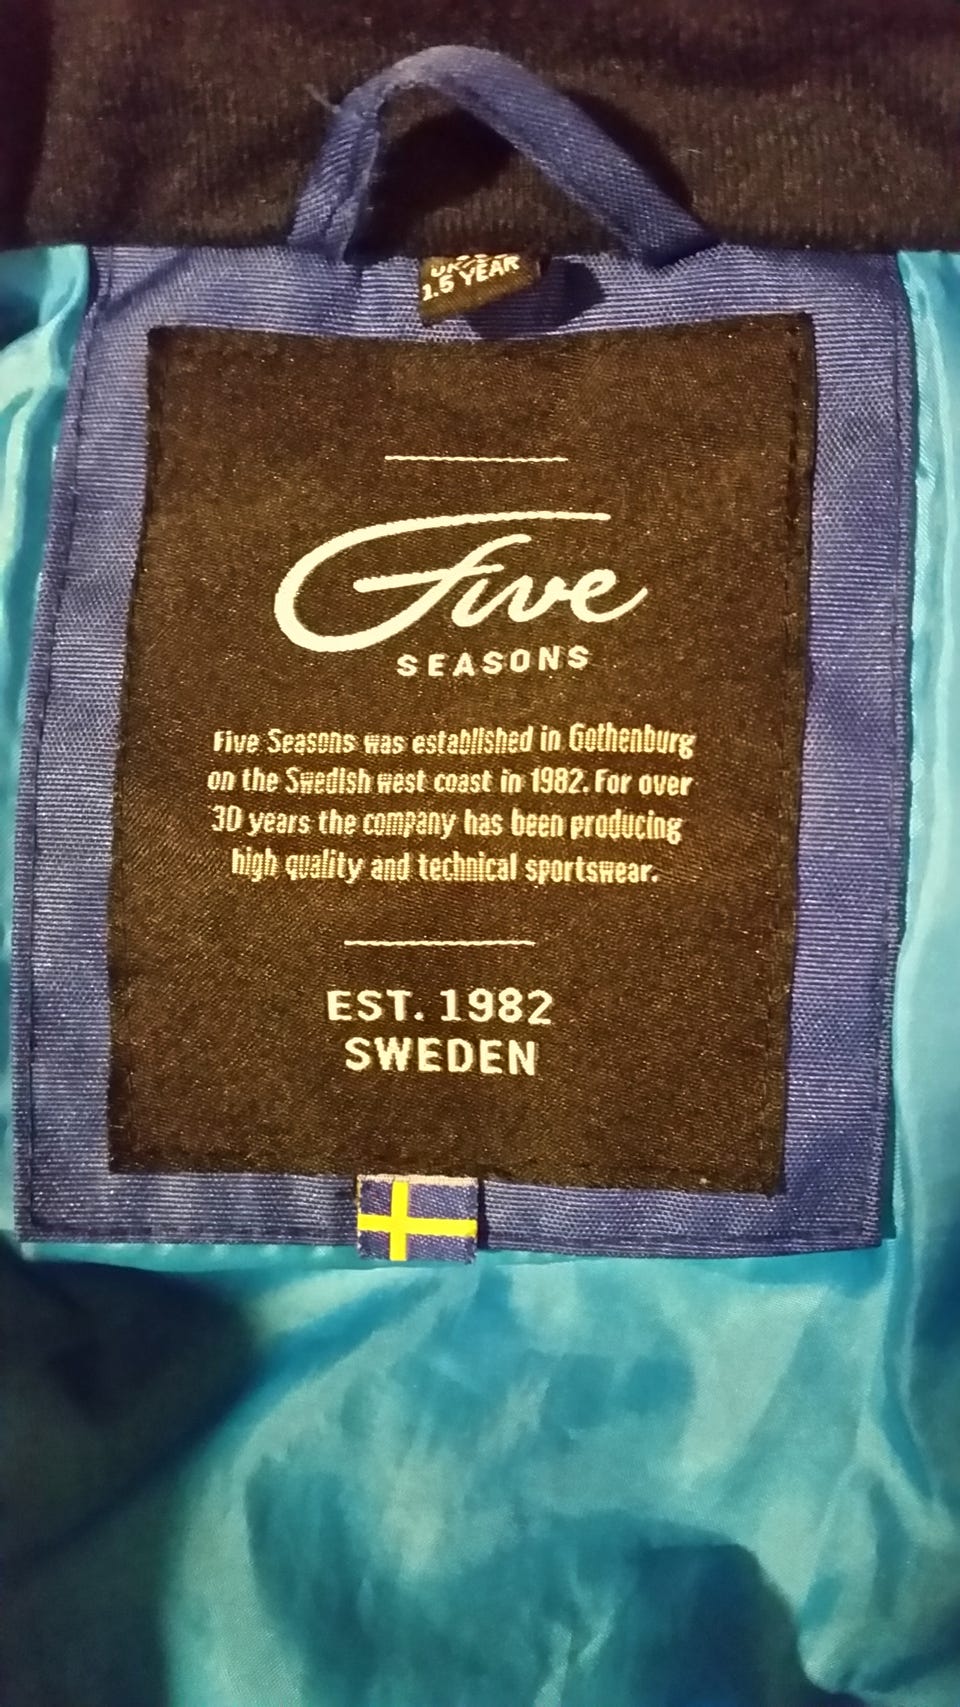 1.5 YEAR
Five
SEASONS
Five Seasons was established in Gothenburg
on the Swedish west coast in 1982. For over
30 years the company has been producing
high quality and technical sportswear.
EST. 1982
SWEDEN